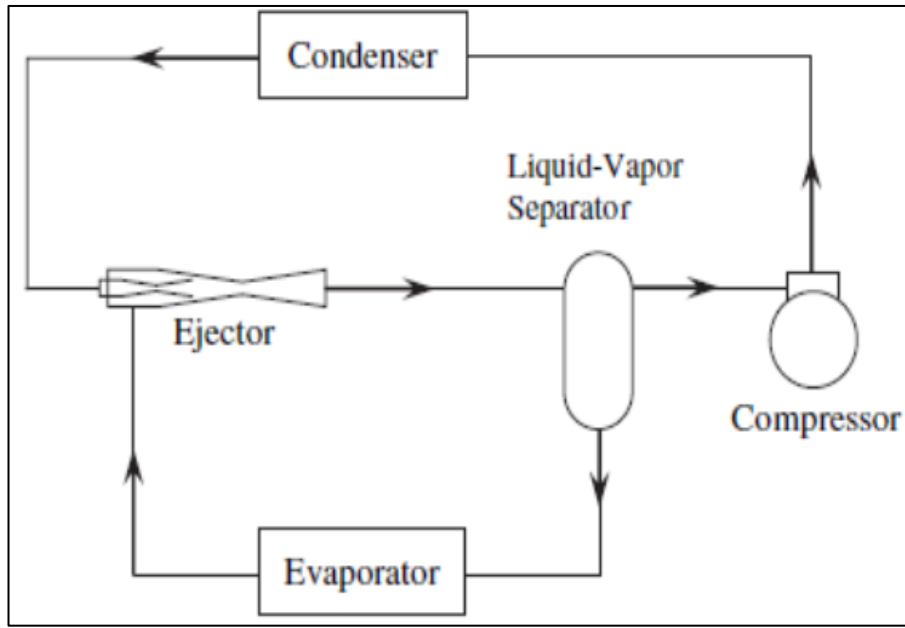 Condenser
Liquid-Vapor
Separator
Ejector
Compressor
Evaporator